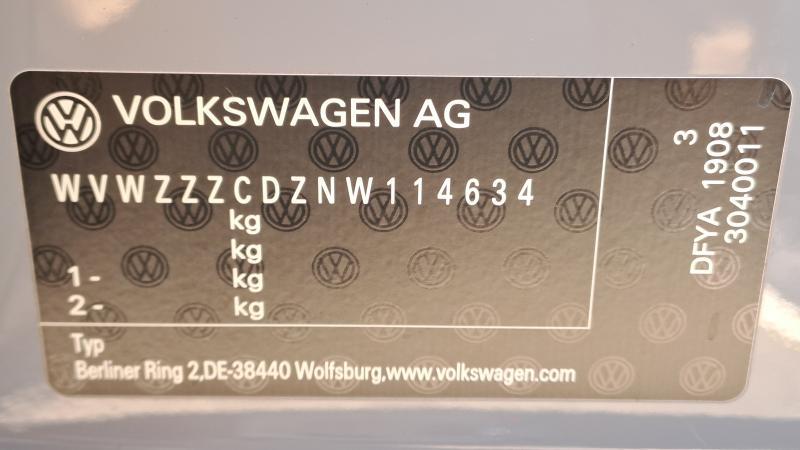 VOLKSWAGEN AG
WVWZZZCDZNW114634
kg
kg
1- kg
2- kg
Typ
Berliner Ring 2,DE-38440 Wolfsburg,www.volkswagen.com
3
DFYA 1908
3040011